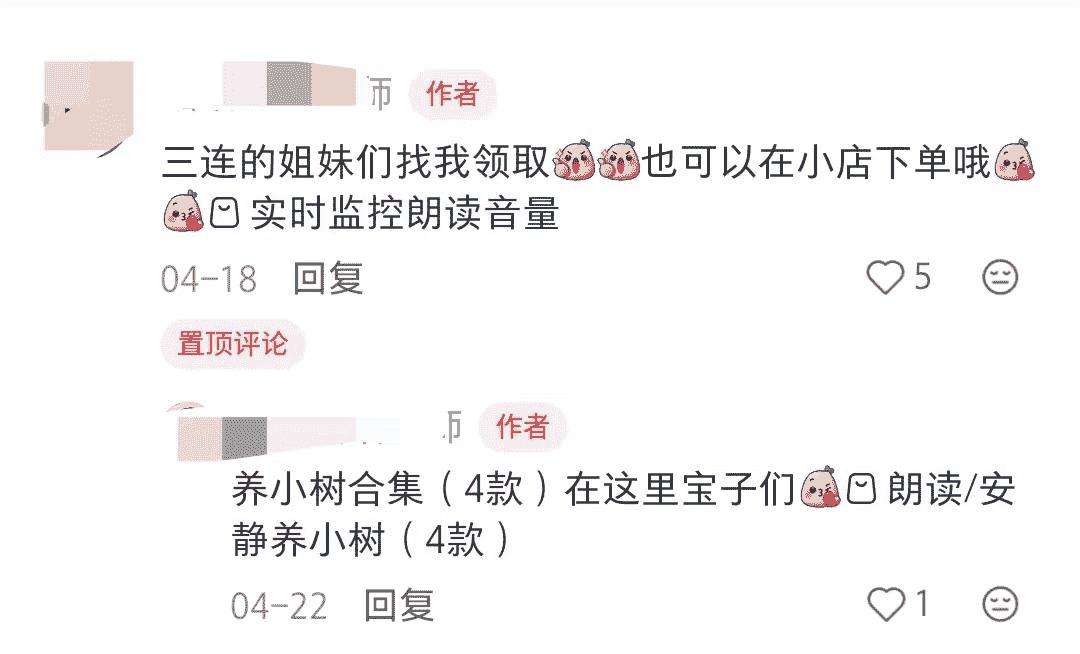 师 作者
三连的姐妹们找我领取也可以在小店下单哦
实时监控朗读音量
04-18 回复 5
置顶评论
师 作者
养小树合集（4款）在这里宝子们朗读/安
静养小树（4款）
04-22 回复 1